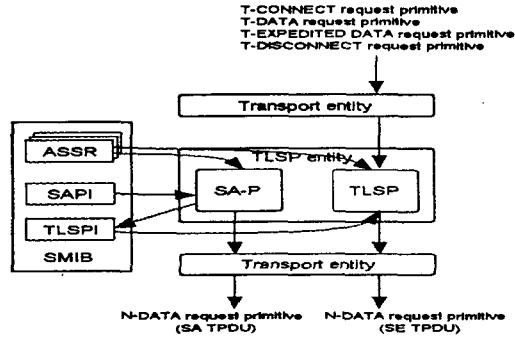 T-CONNECT request primitive
T-DATA request primitive
T-EXPEDITED DATA request primitive
T-DISCONNECT request primitive
Transport entity
ASSR
TLSP entity
SAPI
SA-P
TLSP
TLSPI
SMIB
Transport entity
N-DATA request primitive
(SA TPDU)
N-DATA request primitive
(SE TPDU)